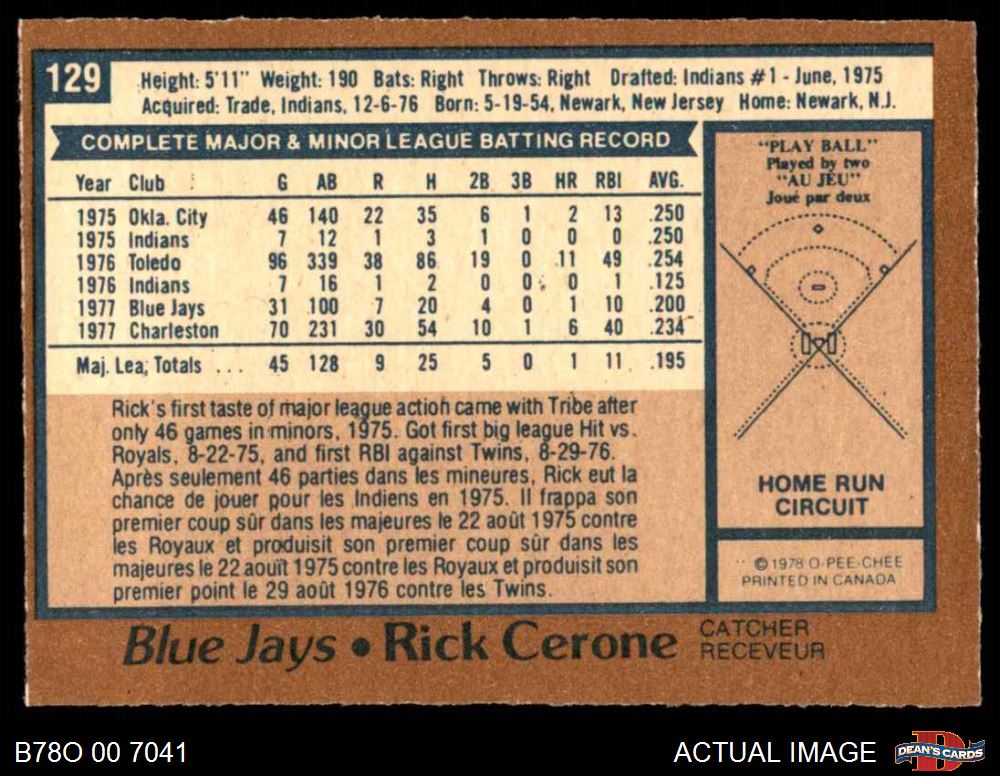 129
Height: 5'11" Weight: 190 Bats: Right Throws: Right Drafted: Indians #1 - June, 1975
Acquired: Trade, Indians, 12-6-76 Born: 5-19-54, Newark, New Jersey Home: Newark, N.J.
COMPLETE MAJOR & MINOR LEAGUE BATTING RECORD
Year Club G AB R H 2B 3B HR RBI AVG.
1975 Okla. City 46 140 22 35 6 1 2 13 .250
1975 Indians 7 12 1 3 1 0 0 0 .250
1976 Toledo 96 339 38 86 19 0 11 49 .254
1976 Indians 7 16 1 2 0 0 0 1 .125
1977 Blue Jays 31 100 7 20 4 0 1 10 .200
1977 Charleston 70 231 30 54 10 1 6 40 .234
Maj. Lea. Totals ... 45 128 9 25 5 0 1 11 .195
Rick's first taste of major league action came with Tribe after
only 46 games in minors, 1975. Got first big league Hit vs.
Royals, 8-22-75, and first RBI against Twins, 8-29-76.
Après seulement 46 parties dans les mineures, Rick eut la
chance de jouer pour les Indiens en 1975. Il frappa son
premier coup sûr dans les majeures le 22 août 1975 contre
les Royaux et produisit son premier coup sûr dans les
majeures le 22 aouït 1975 contre les Royaux et produisit son
premier point le 29 août 1976 contre les Twins.
"PLAY BALL"
Played by two
"AU JEU"
Joué par deux
HOME RUN
CIRCUIT
© 1978 O-PEE-CHEE
PRINTED IN CANADA
Blue Jays • Rick Cerone CATCHER
RECEVEUR
B78O 00 7041
ACTUAL IMAGE
DEAN'S CARDS